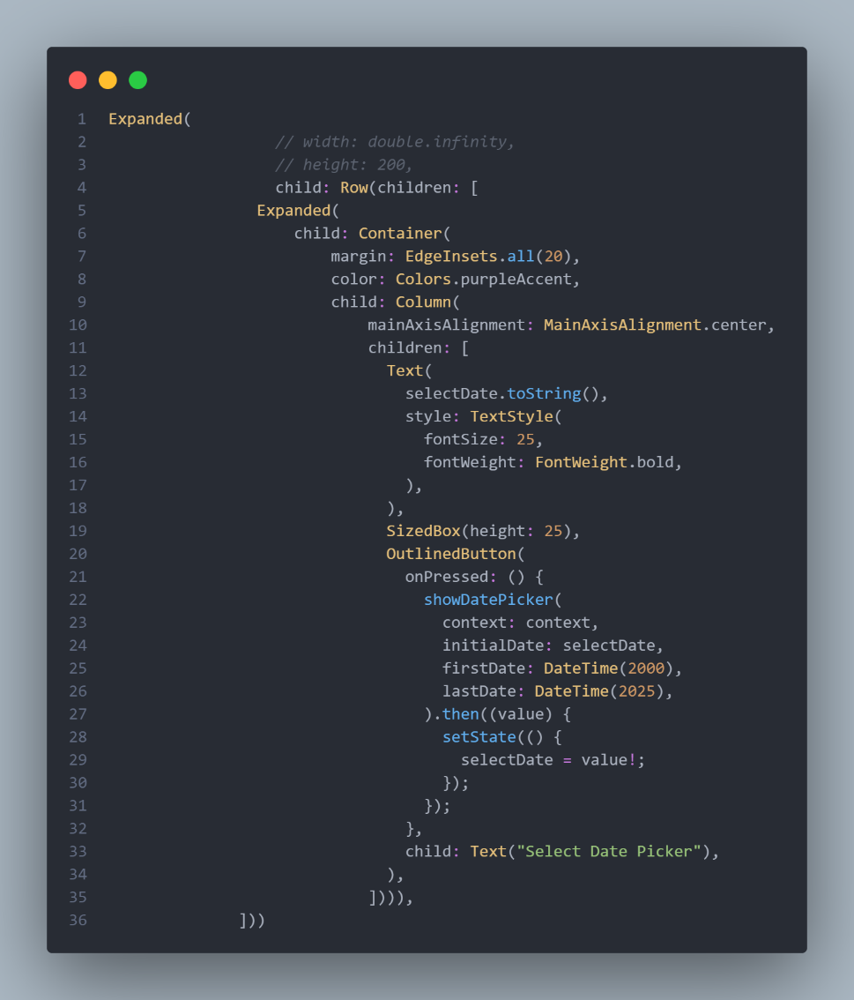 1 Expanded(
2 // width: double.infinity,
3 // height: 200,
4 child: Row(children: [
5 Expanded(
6 child: Container(
7 margin: EdgeInsets.all(20),
8 color: Colors.purpleAccent,
9 child: Column(
10 mainAxisAlignment: MainAxisAlignment.center,
11 children: [
12 Text(
13 selectDate.toString(),
14 style: TextStyle(
15 fontSize: 25,
16 fontWeight: FontWeight.bold,
17 ),
18 ),
19 SizedBox(height: 25),
20 OutlinedButton(
21 onPressed: () {
22 showDatePicker(
23 context: context,
24 initialDate: selectDate,
25 firstDate: DateTime(2000),
26 lastDate: DateTime(2025),
27 ).then((value) {
28 setState(() {
29 selectDate = value!;
30 });
31 });
32 },
33 child: Text("Select Date Picker"),
34 ),
35 ]))),
36 ]))